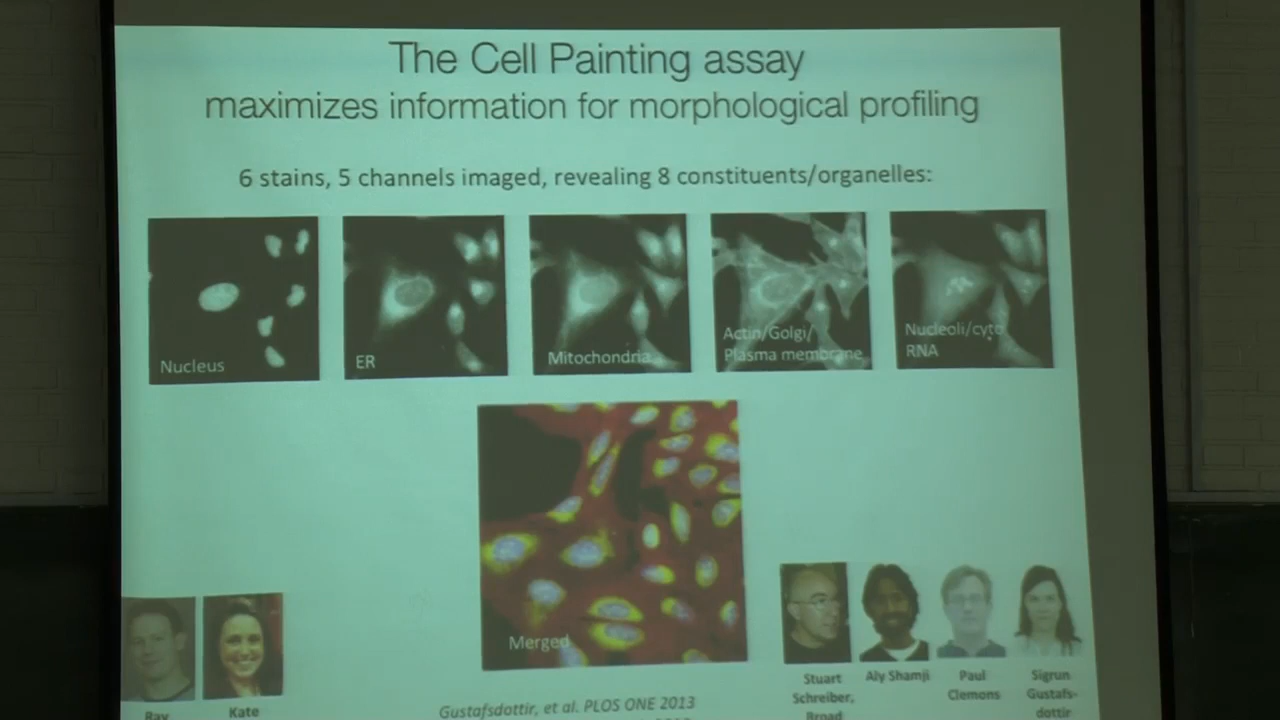 The Cell Painting assay
maximizes information for morphological profiling
6 stains, 5 channels imaged, revealing 8 constituents/organelles:
Nucleus
ER
Mitochondria
Actin/Golgi/
Plasma membrane
Nucleoli/cyto
RNA
Merged
Ray
Kate
Gustafsdottir, et al. PLOS ONE 2013
Stuart
Schreiber,
Broad
Aly Shamji
Paul
Clemons
Sigrun
Gustafs-
dottir